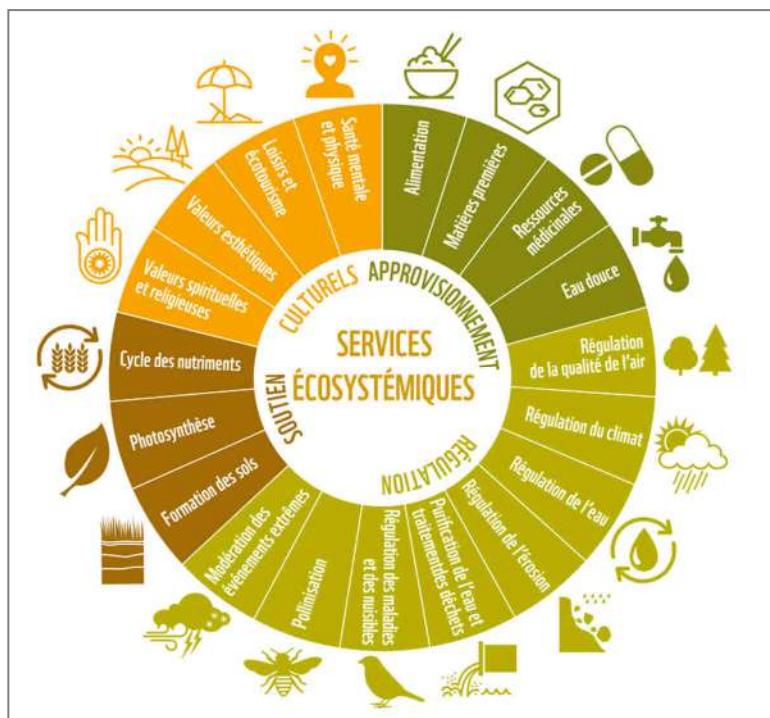 SERVICES
ÉCOSYSTÉMIQUES
APPROVISIONNEMENT
Alimentation
Matières premières
Ressources
médicinales
Eau douce
RÉGULATION
Régulation
de la qualité de l'air
Régulation du climat
Régulation de l'eau
Régulation de l'érosion
Purification de l'eau et
traitementdes déchets
Régulation des maladies
et des nuisibles
Pollinisation
Modération des
événements extrêmes
SOUTIEN
Formation des sols
Photosynthèse
Cycle des nutriments
CULTURELS
Valeurs spirituelles
et religieuses
Valeurs esthétiques
Loisirs et
écotourisme
Santé mentale
et physique